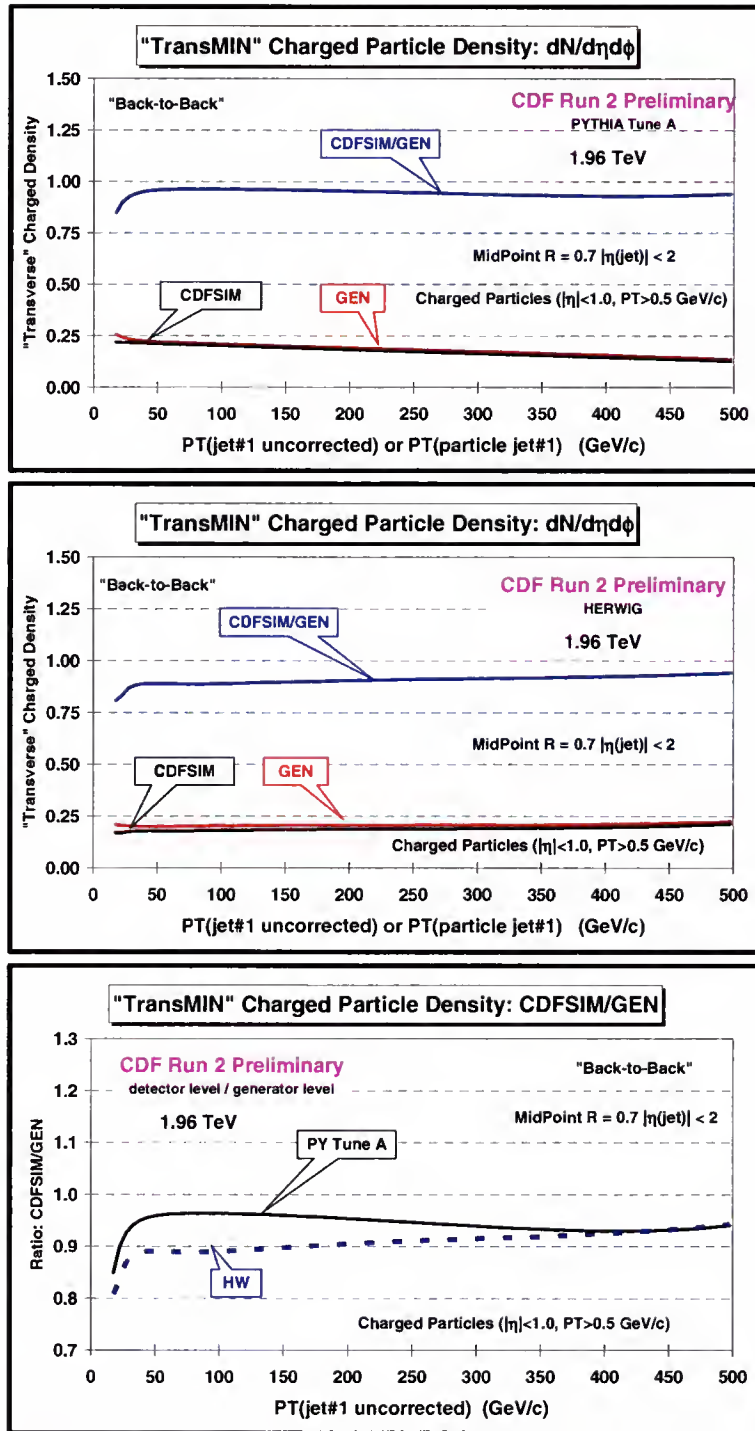 "TransMIN" Charged Particle Density: dN/dηdϕ
"Transverse" Charged Density
1.50
1.25
1.00
0.75
0.50
0.25
0.00
"Back-to-Back"
CDF Run 2 Preliminary
PYTHIA Tune A
CDFSIM/GEN
1.96 TeV
MidPoint R = 0.7 |η(jet)| < 2
CDFSIM
GEN
Charged Particles (|η|<1.0, PT>0.5 GeV/c)
0 50 100 150 200 250 300 350 400 450 500
PT(jet#1 uncorrected) or PT(particle jet#1) (GeV/c)
"TransMIN" Charged Particle Density: dN/dηdϕ
"Transverse" Charged Density
1.50
1.25
1.00
0.75
0.50
0.25
0.00
"Back-to-Back"
CDF Run 2 Preliminary
HERWIG
CDFSIM/GEN
1.96 TeV
MidPoint R = 0.7 |η(jet)| < 2
CDFSIM
GEN
Charged Particles (|η|<1.0, PT>0.5 GeV/c)
0 50 100 150 200 250 300 350 400 450 500
PT(jet#1 uncorrected) or PT(particle jet#1) (GeV/c)
"TransMIN" Charged Particle Density: CDFSIM/GEN
Ratio: CDFSIM/GEN
1.3
1.2
1.1
1.0
0.9
0.8
0.7
CDF Run 2 Preliminary
detector level / generator level
"Back-to-Back"
1.96 TeV
MidPoint R = 0.7 |η(jet)| < 2
PY Tune A
HW
Charged Particles (|η|<1.0, PT>0.5 GeV/c)
0 50 100 150 200 250 300 350 400 450 500
PT(jet#1 uncorrected) (GeV/c)